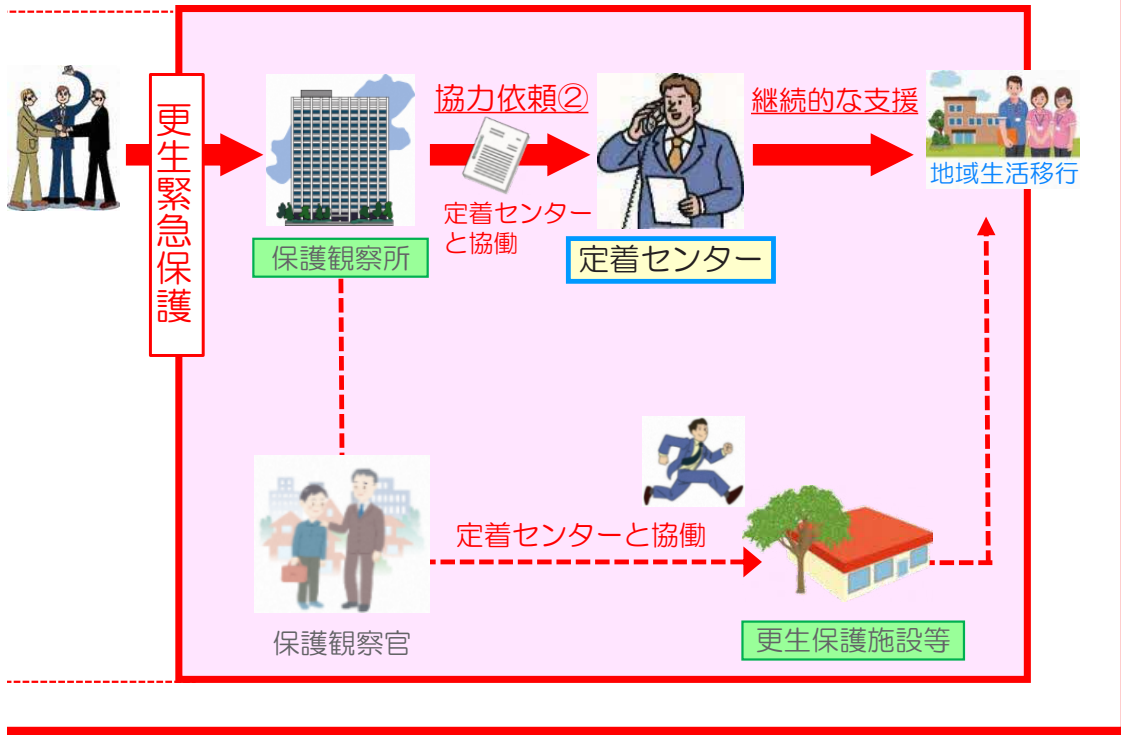 更生緊急保護
協力依頼②
継続的な支援
地域生活移行
定着センター
と協働
保護観察所
定着センター
定着センターと協働
保護観察官
更生保護施設等